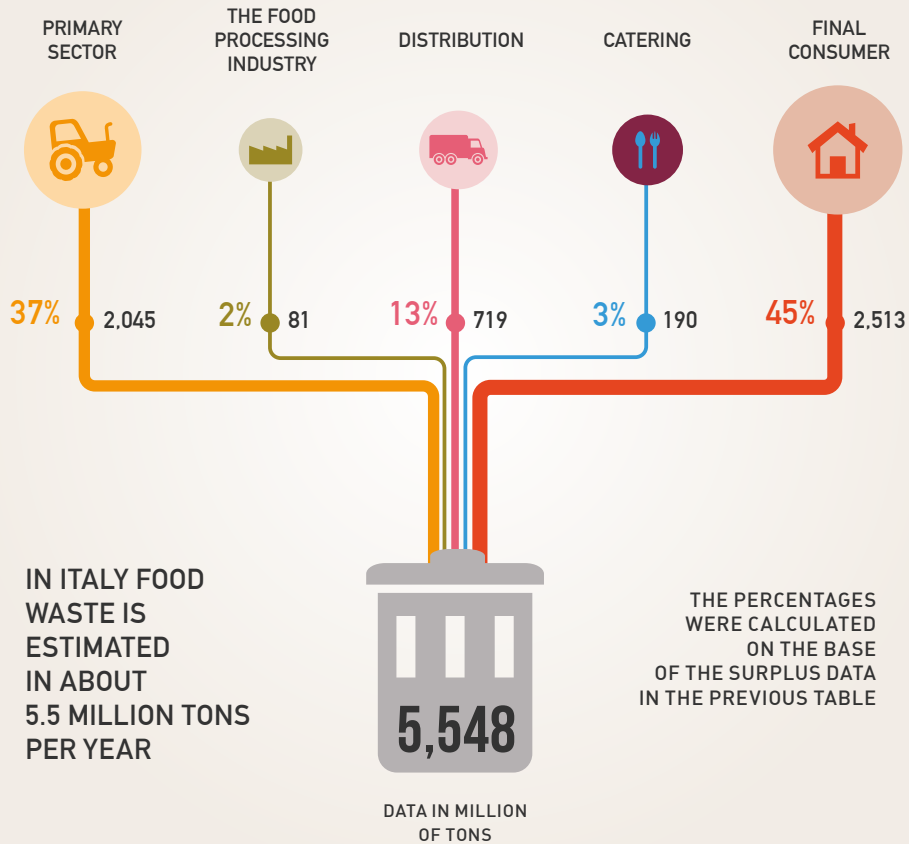 PRIMARY
SECTOR
THE FOOD
PROCESSING
INDUSTRY
DISTRIBUTION
CATERING
FINAL
CONSUMER
37% 2,045
2% 81
13% 719
3% 190
45% 2,513
IN ITALY FOOD
WASTE IS
ESTIMATED
IN ABOUT
5.5 MILLION TONS
PER YEAR
5,548
DATA IN MILLION
OF TONS
THE PERCENTAGES
WERE CALCULATED
ON THE BASE
OF THE SURPLUS DATA
IN THE PREVIOUS TABLE